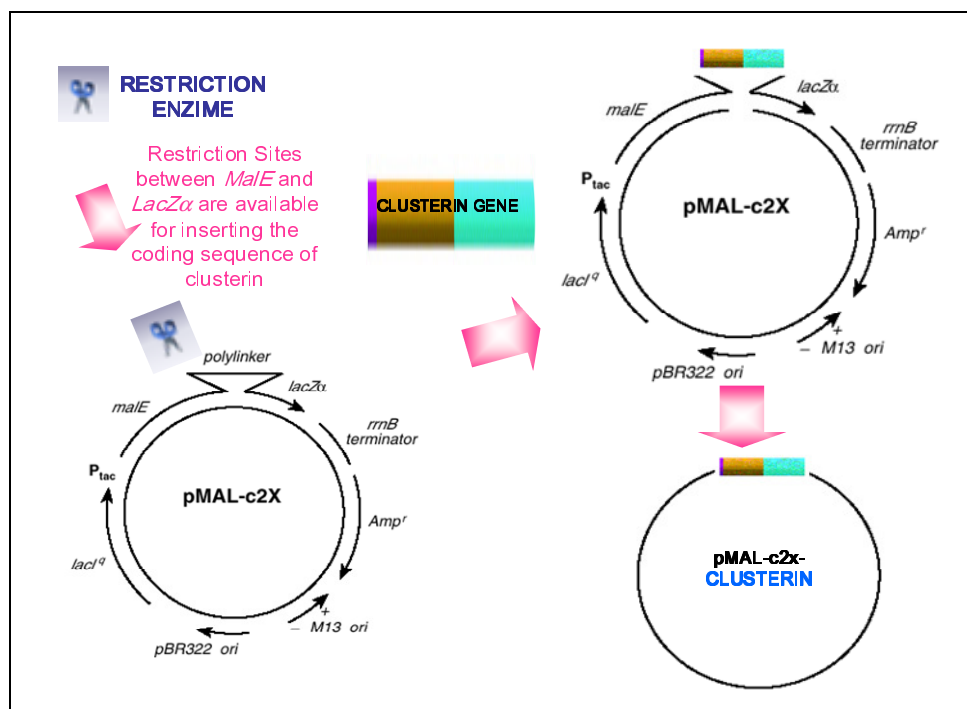 RESTRICTION
ENZIME
Restriction Sites
between MalE and
LacZα are available
for inserting the
coding sequence of
clusterin
CLUSTERIN GENE
polylinker
malE
lacZα
rrnB
terminator
Ptac
pMAL-c2X
Ampr
lacIq
+
− M13 ori
pBR322 ori
malE
lacZα
rrnB
terminator
Ptac
pMAL-c2X
Ampr
lacIq
+
− M13 ori
pBR322 ori
pMAL-c2x-
CLUSTERIN